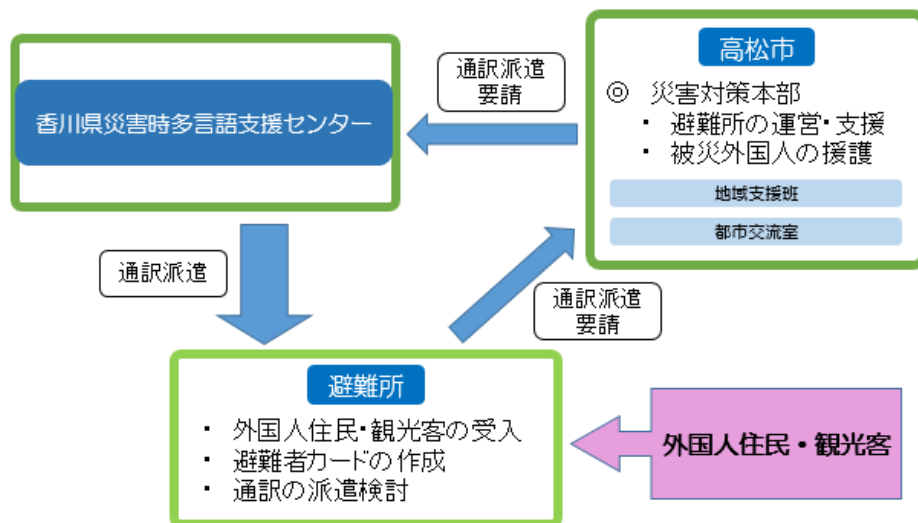 香川県災害時多言語支援センター
通訳派遣
要請
高松市
◎ 災害対策本部
・ 避難所の運営・支援
・ 被災外国人の援護
地域支援班
都市交流室
通訳派遣
通訳派遣
要請
避難所
・ 外国人住民・観光客の受入
・ 避難者カードの作成
・ 通訳の派遣検討
外国人住民・観光客